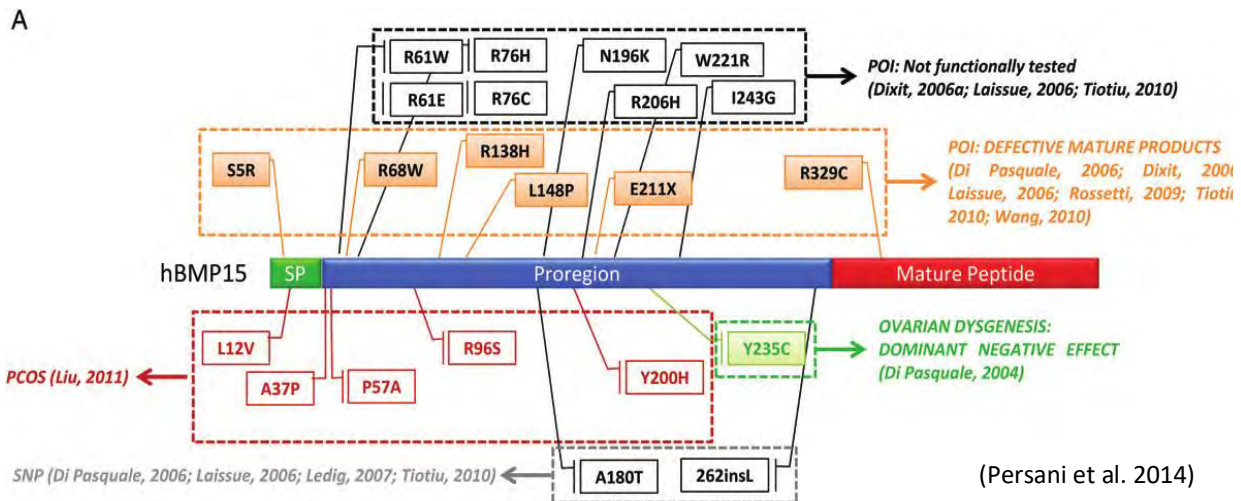 A
R61W R76H N196K W221R
R61E R76C R206H I243G
POI: Not functionally tested
(Dixit, 2006a; Laissue, 2006; Tiotiu, 2010)
S5R R68W R138H L148P E211X R329C
POI: DEFECTIVE MATURE PRODUCTS
(Di Pasquale, 2006; Dixit, 2006
Laissue, 2006; Rossetti, 2009; Tioti
2010; Wang, 2010)
hBMP15 SP Proregion Mature Peptide
L12V R96S Y235C
A37P P57A Y200H
OVARIAN DYSGENESIS:
DOMINANT NEGATIVE EFFECT
(Di Pasquale, 2004)
PCOS (Liu, 2011)
SNP (Di Pasquale, 2006; Laissue, 2006; Ledig, 2007; Tiotiu, 2010)
A180T 262insL
(Persani et al. 2014)